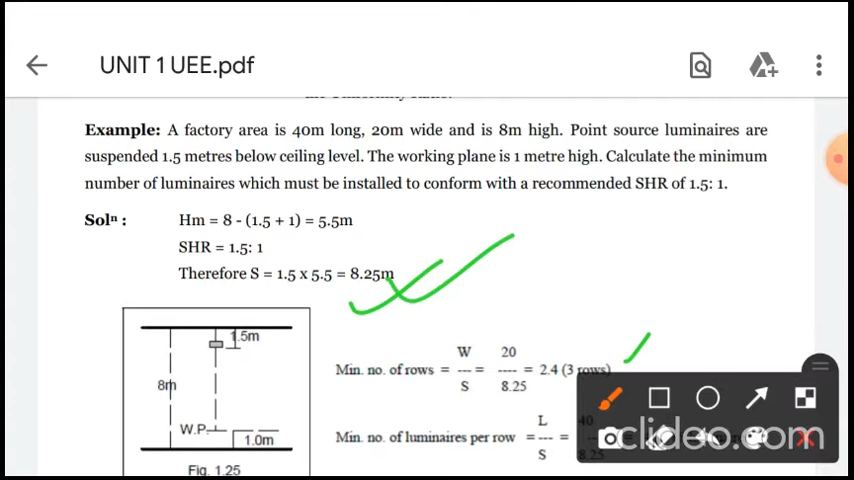 UNIT 1 UEE.pdf
Example: A factory area is 40m long, 20m wide and is 8m high. Point source luminaires are
suspended 1.5 metres below ceiling level. The working plane is 1 metre high. Calculate the minimum
number of luminaires which must be installed to conform with a recommended SHR of 1.5: 1.
Solⁿ : Hm = 8 - (1.5 + 1) = 5.5m
SHR = 1.5: 1
Therefore S = 1.5 x 5.5 = 8.25m
1.5m
8m
W.P.
1.0m
Fig. 1.25
W 20
Min. no. of rows = --- = ---- = 2.4 (3 rows)
S 8.25
L 40
Min. no. of luminaires per row = --- =
S 8.25
clideo.com